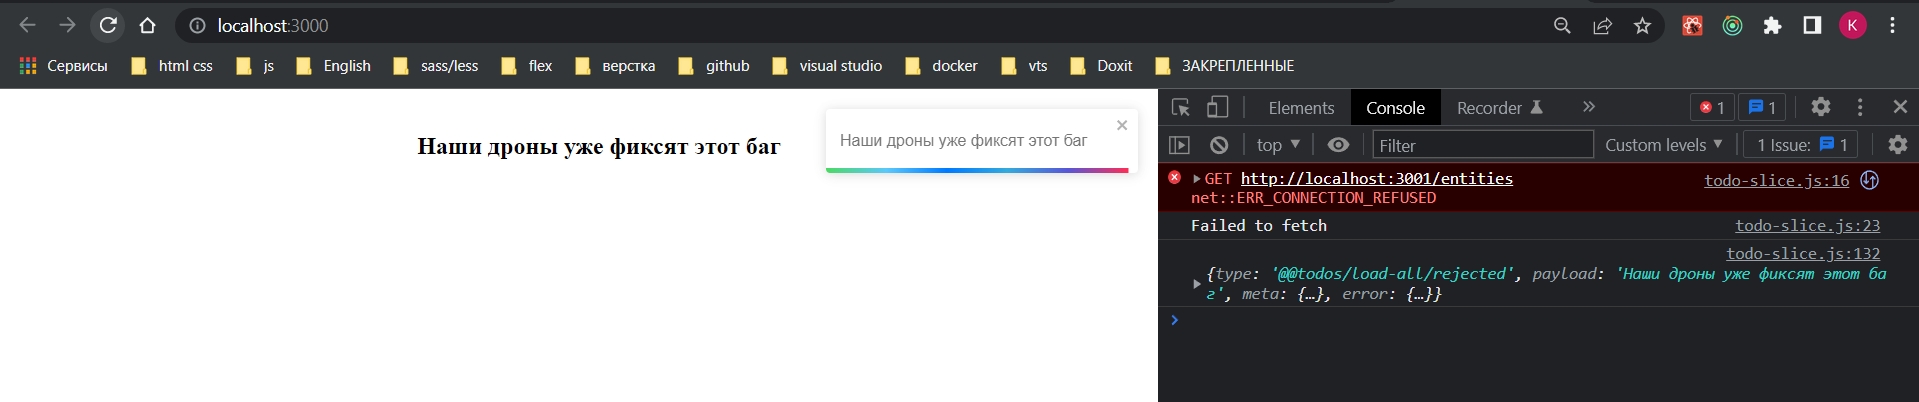 localhost:3000
K
Сервисы html css js English sass/less flex верстка github visual studio docker vts Doxit ЗАКРЕПЛЕННЫЕ
Наши дроны уже фиксят этот баг
Наши дроны уже фиксят этот баг
Elements Console Recorder 1 1
top Filter Custom levels 1 Issue: 1
GET http://localhost:3001/entities todo-slice.js:16
net::ERR_CONNECTION_REFUSED
Failed to fetch todo-slice.js:23
todo-slice.js:132
{type: '@@todos/load-all/rejected', payload: 'Наши дроны уже фиксят этот ба
г', meta: {…}, error: {…}}